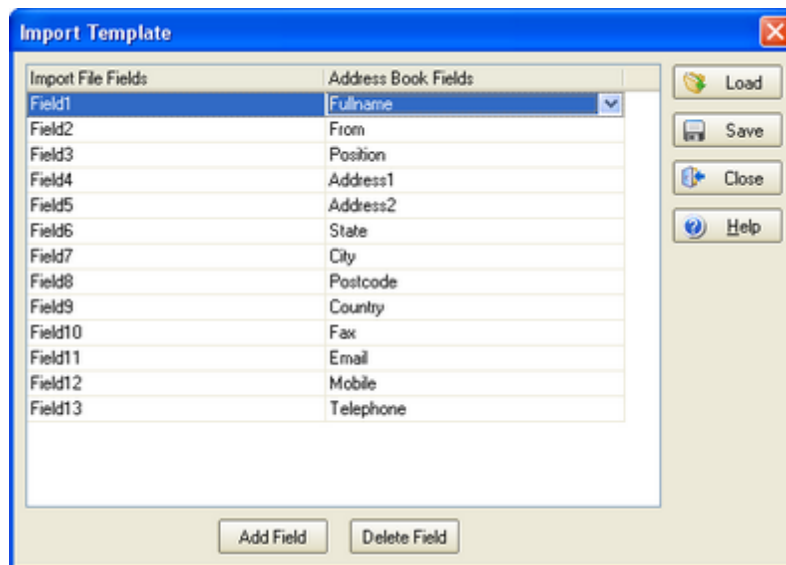 Import Template
Import File Fields Address Book Fields
Field1 Fullname
Field2 From
Field3 Position
Field4 Address1
Field5 Address2
Field6 State
Field7 City
Field8 Postcode
Field9 Country
Field10 Fax
Field11 Email
Field12 Mobile
Field13 Telephone
Load
Save
Close
Help
Add Field Delete Field